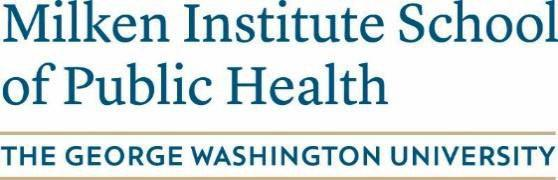 Milken Institute School
of Public Health
THE GEORGE WASHINGTON UNIVERSITY